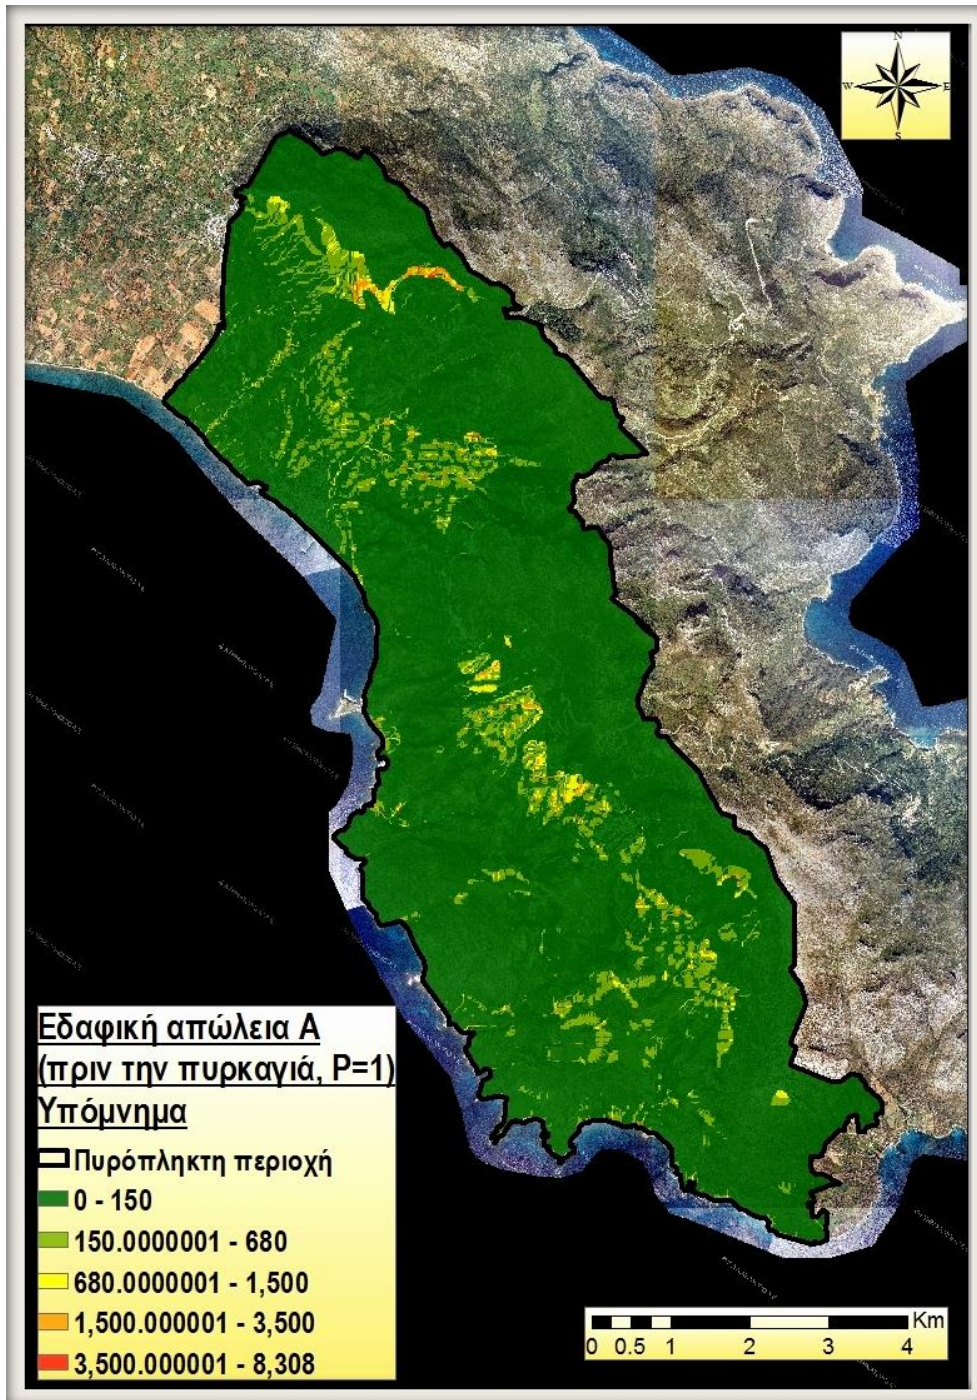 N
W E
S
Εδαφική απώλεια Α
(πριν την πυρκαγιά, P=1)
Υπόμνημα
Πυρόπληκτη περιοχή
0 - 150
150.0000001 - 680
680.0000001 - 1,500
1,500.000001 - 3,500
3,500.000001 - 8,308
Km
0 0.5 1 2 3 4